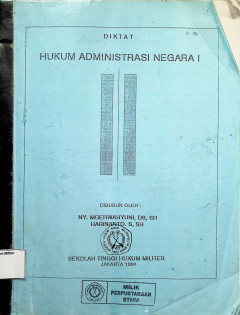 DIKTAT
HUKUM ADMINISTRASI NEGARA I
DISUSUN OLEH :
NY. MOERWAHYUNI, DS, SH
HARINANTO. S, SH
SEKOLAH TINGGI HUKUM MILITER
JAKARTA 1994
MILIK
PERPUSTAKAAN
STHM